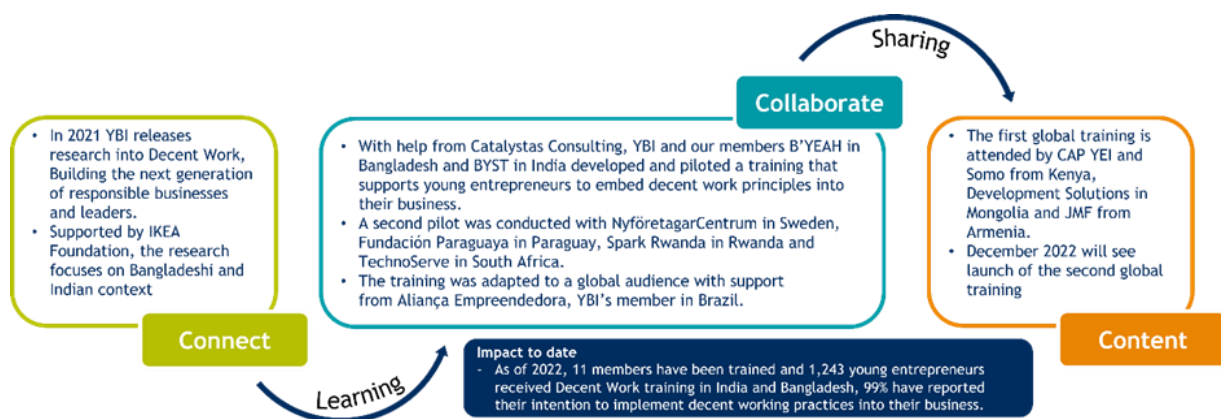 Sharing
Collaborate
• In 2021 YBI releases
research into Decent Work,
Building the next generation
of responsible businesses
and leaders.
• Supported by IKEA
Foundation, the research
focuses on Bangladeshi and
Indian context
Connect
Learning
• With help from Catalystas Consulting, YBI and our members B’YEAH in
Bangladesh and BYST in India developed and piloted a training that
supports young entrepreneurs to embed decent work principles into
their business.
• A second pilot was conducted with NyföretagarCentrum in Sweden,
Fundación Paraguaya in Paraguay, Spark Rwanda in Rwanda and
TechnoServe in South Africa.
• The training was adapted to a global audience with support
from Aliança Empreendedora, YBI’s member in Brazil.
• The first global training is
attended by CAP YEI and
Somo from Kenya,
Development Solutions in
Mongolia and JMF from
Armenia.
• December 2022 will see
launch of the second global
training
Content
Impact to date
- As of 2022, 11 members have been trained and 1,243 young entrepreneurs
received Decent Work training in India and Bangladesh, 99% have reported
their intention to implement decent working practices into their business.